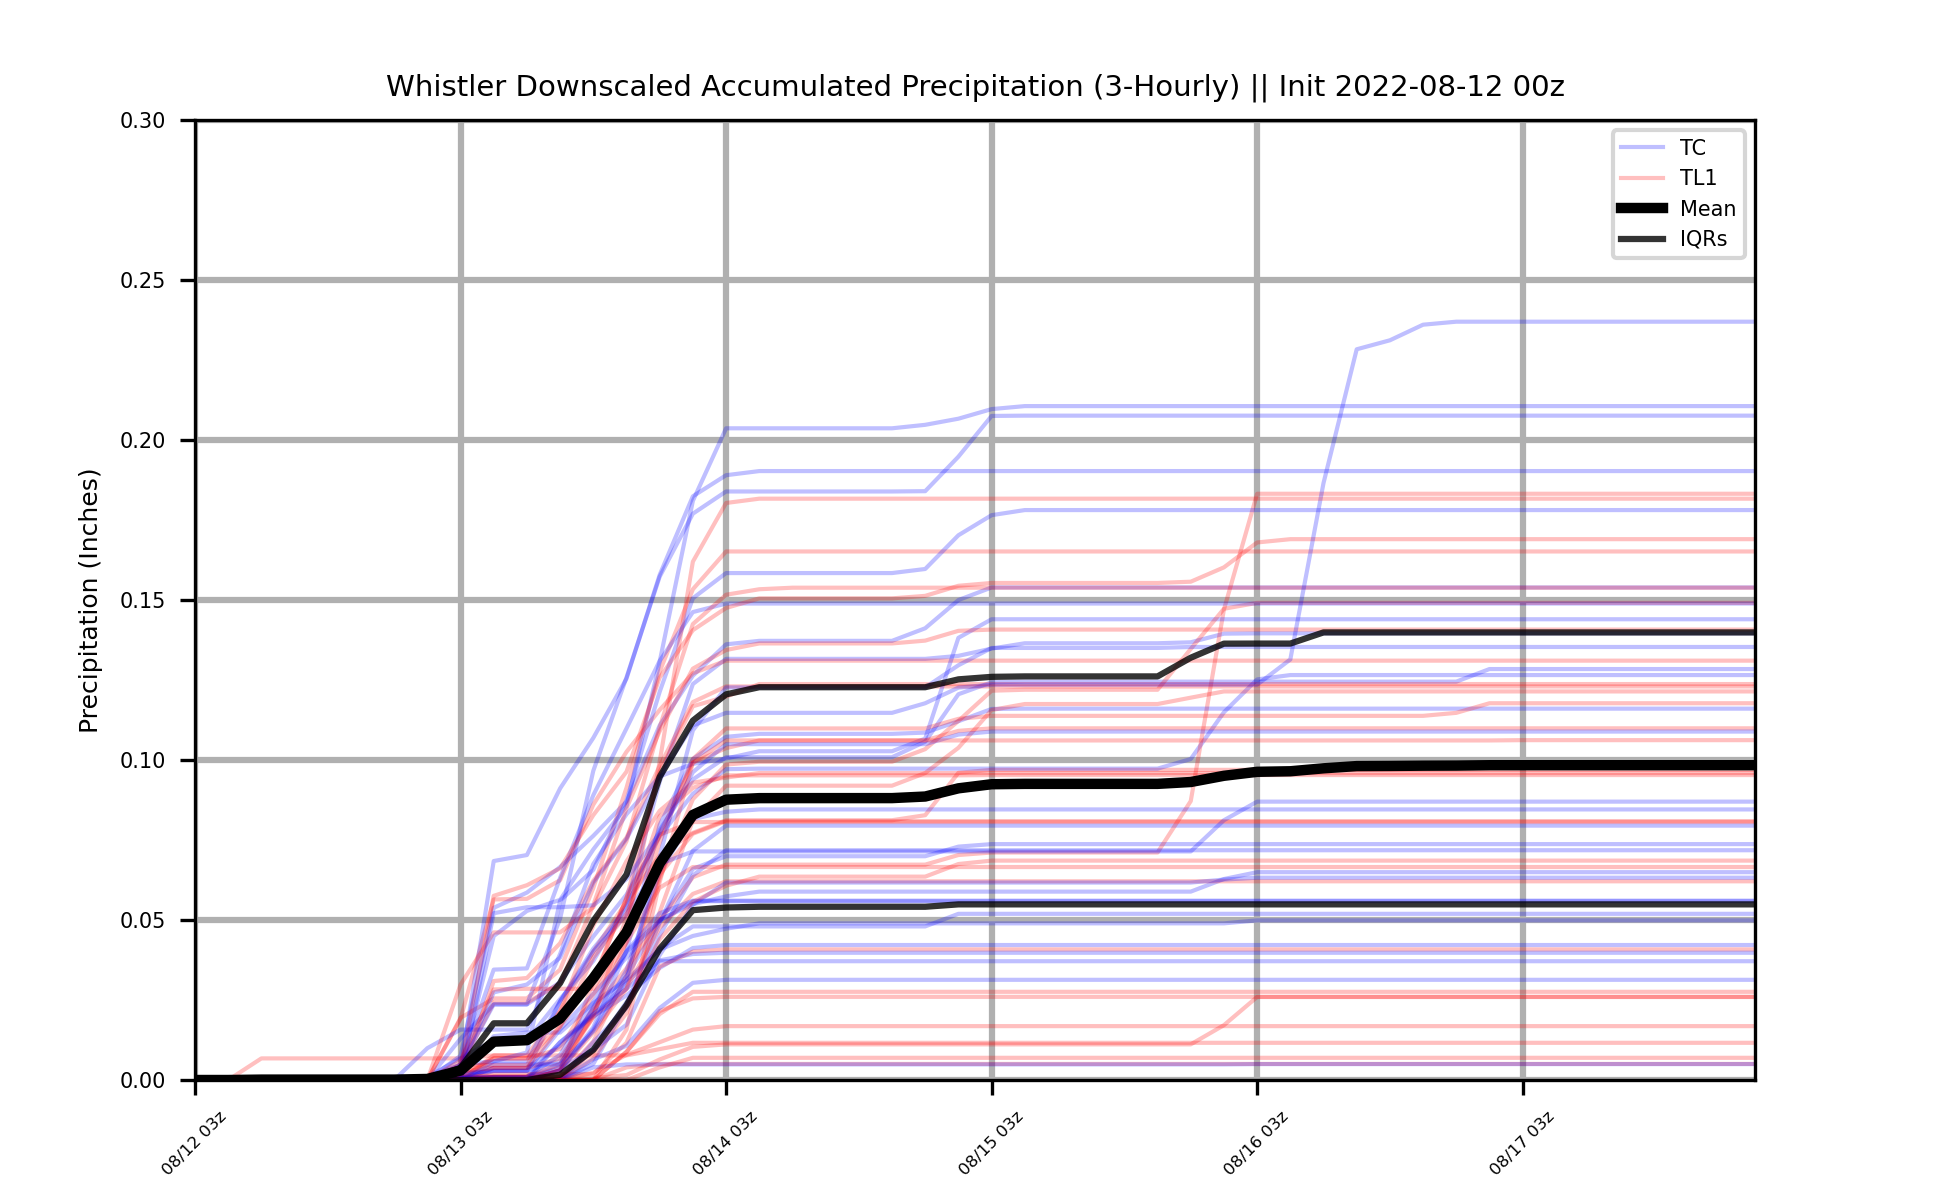 Whistler Downscaled Accumulated Precipitation (3-Hourly) || Init 2022-08-12 00z
0.30
0.25
0.20
0.15
0.10
0.05
0.00
Precipitation (Inches)
TC
TL1
Mean
IQRs
08/12 03z
08/13 03z
08/14 03z
08/15 03z
08/16 03z
08/17 03z